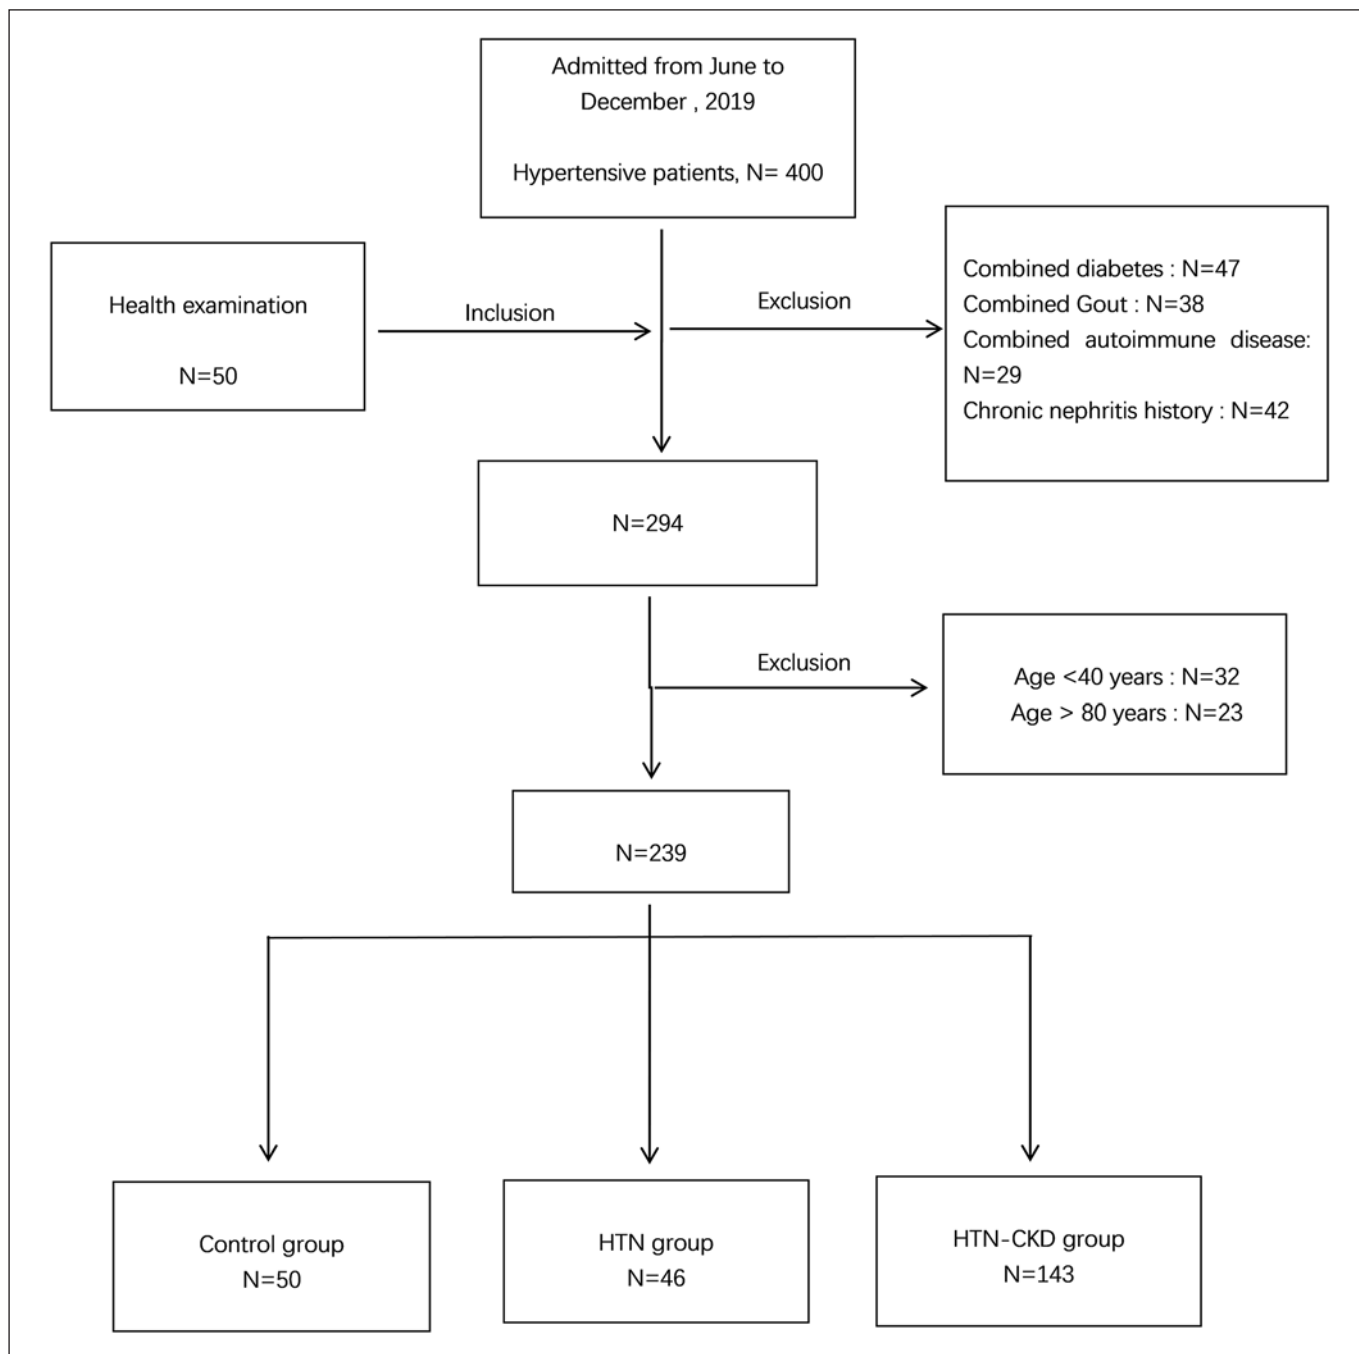 Admitted from June to
December , 2019
Hypertensive patients, N= 400
Health examination
N=50
Inclusion
Exclusion
Combined diabetes : N=47
Combined Gout : N=38
Combined autoimmune disease:
N=29
Chronic nephritis history : N=42
N=294
Exclusion
Age <40 years : N=32
Age > 80 years : N=23
N=239
Control group
N=50
HTN group
N=46
HTN-CKD group
N=143